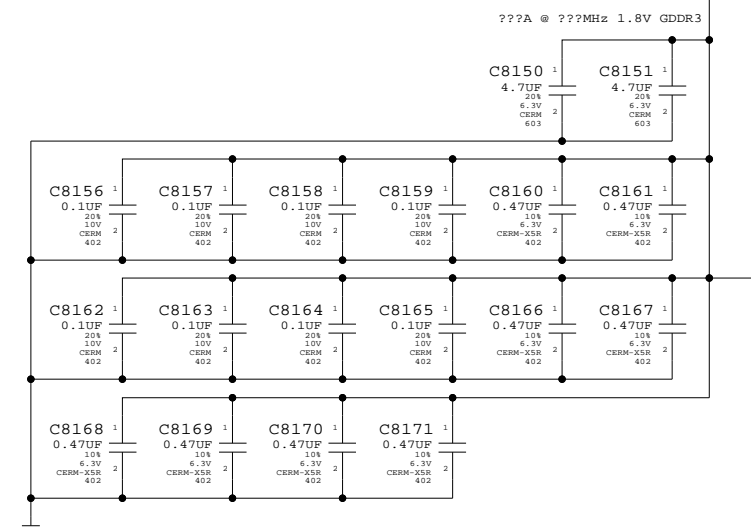 ???A @ ???MHz 1.8V GDDR3
C8150 1
4.7UF
20%
6.3V
CERM 2
603
C8151 1
4.7UF
20%
6.3V
CERM 2
603
C8156 1
0.1UF
20%
10V
CERM 2
402
C8157 1
0.1UF
20%
10V
CERM 2
402
C8158 1
0.1UF
20%
10V
CERM 2
402
C8159 1
0.1UF
20%
10V
CERM 2
402
C8160 1
0.47UF
10%
6.3V
CERM-X5R 2
402
C8161 1
0.47UF
10%
6.3V
CERM-X5R 2
402
C8162 1
0.1UF
20%
10V
CERM 2
402
C8163 1
0.1UF
20%
10V
CERM 2
402
C8164 1
0.1UF
20%
10V
CERM 2
402
C8165 1
0.1UF
20%
10V
CERM 2
402
C8166 1
0.47UF
10%
6.3V
CERM-X5R 2
402
C8167 1
0.47UF
10%
6.3V
CERM-X5R 2
402
C8168 1
0.47UF
10%
6.3V
CERM-X5R 2
402
C8169 1
0.47UF
10%
6.3V
CERM-X5R 2
402
C8170 1
0.47UF
10%
6.3V
CERM-X5R 2
402
C8171 1
0.47UF
10%
6.3V
CERM-X5R 2
402